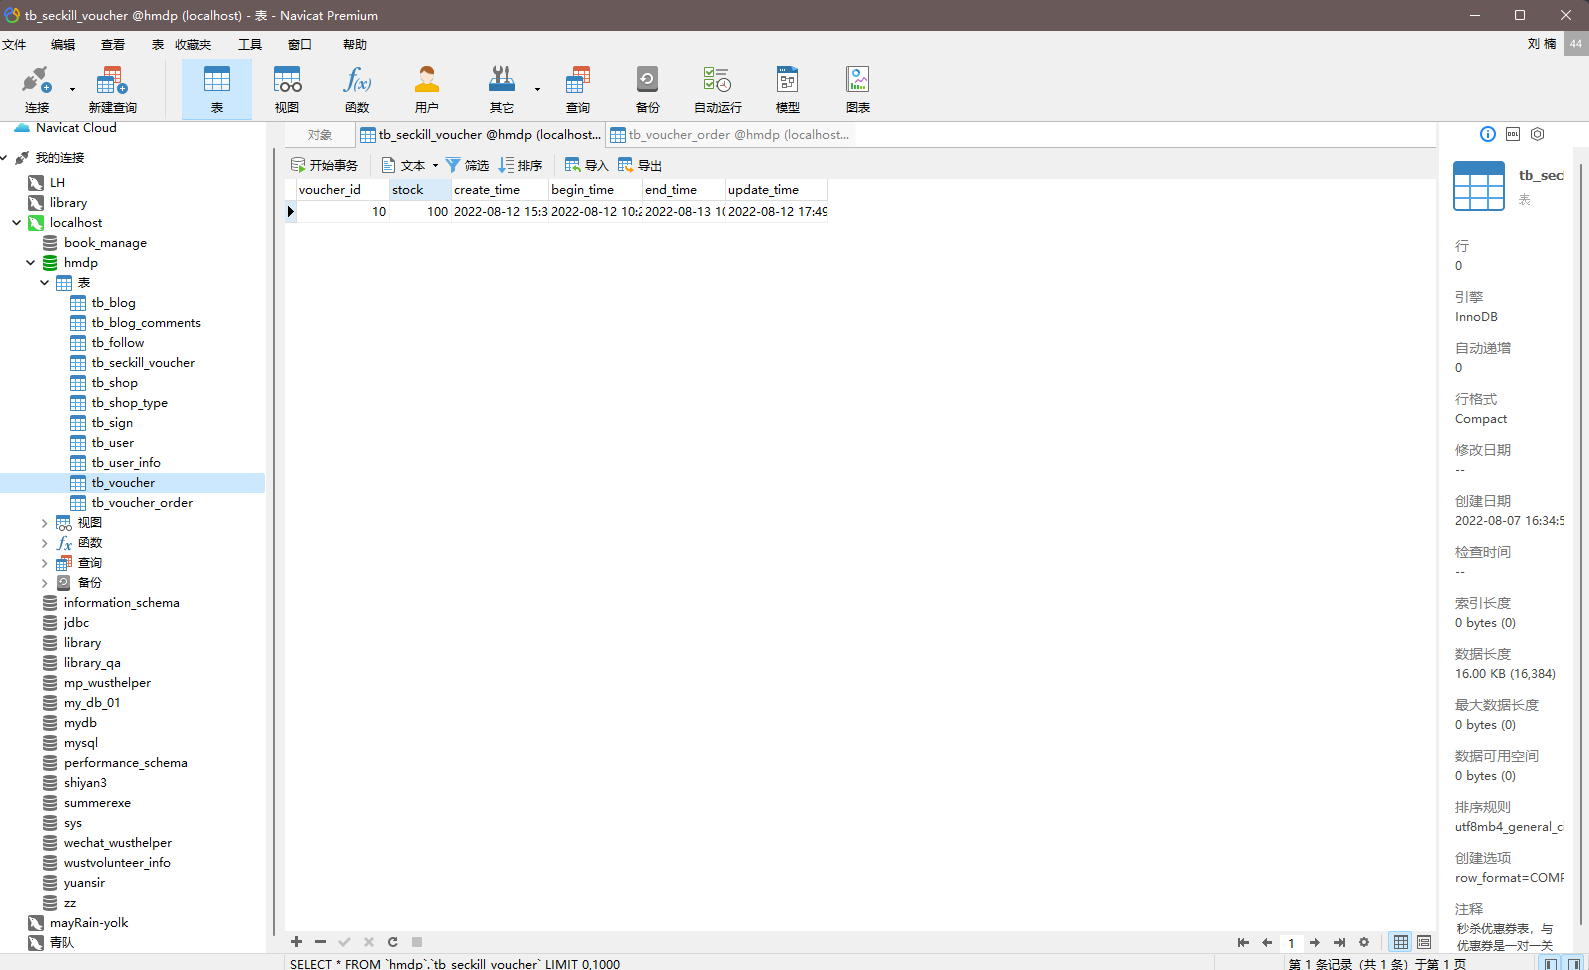 tb_seckill_voucher @hmdp (localhost) - 表 - Navicat Premium
文件 编辑 查看 表 收藏夹 工具 窗口 帮助 刘 楠 44
连接 新建查询 表 视图 函数 用户 其它 查询 备份 自动运行 模型 图表
Navicat Cloud
我的连接
LH
library
localhost
book_manage
hmdp
表
tb_blog
tb_blog_comments
tb_follow
tb_seckill_voucher
tb_shop
tb_shop_type
tb_sign
tb_user
tb_user_info
tb_voucher
tb_voucher_order
视图
函数
查询
备份
information_schema
jdbc
library
library_qa
mp_wusthelper
my_db_01
mydb
mysql
performance_schema
shiyan3
summerexe
sys
wechat_wusthelper
wustvolunteer_info
yuansir
zz
mayRain-yolk
青队
对象 tb_seckill_voucher @hmdp (localhost... tb_voucher_order @hmdp (localhost...
开始事务 文本 筛选 排序 导入 导出
voucher_id stock create_time begin_time end_time update_time
10 100 2022-08-12 15:3 2022-08-12 10:2 2022-08-13 10 2022-08-12 17:49
1
SELECT * FROM `hmdp`.`tb_seckill_voucher` LIMIT 0,1000
第 1 条记录 (共 1 条) 于第 1 页
DDL
tb_sec
表
行
0
引擎
InnoDB
自动递增
0
行格式
Compact
修改日期
--
创建日期
2022-08-07 16:34:5
检查时间
--
索引长度
0 bytes (0)
数据长度
16.00 KB (16,384)
最大数据长度
0 bytes (0)
数据可用空间
0 bytes (0)
排序规则
utf8mb4_general_c
创建选项
row_format=COMP
注释
秒杀优惠券表，与
优惠券是一对一关